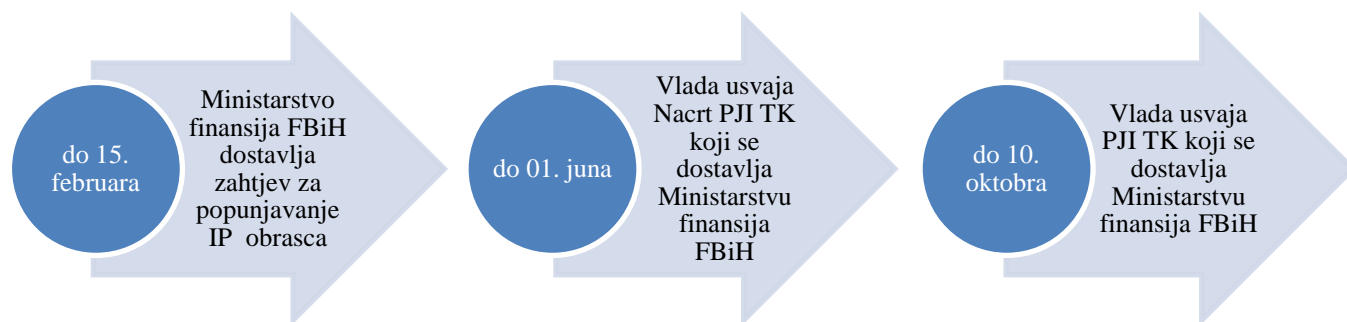 do 15.
februara
Ministarstvo
finansija FBiH
dostavlja
zahtjev za
popunjavanje
IP obrasca
do 01. juna
Vlada usvaja
Nacrt PJI TK
koji se
dostavlja
Ministarstvu
finansija
FBiH
do 10.
oktobra
Vlada usvaja
PJI TK koji se
dostavlja
Ministarstvu
finansija FBiH